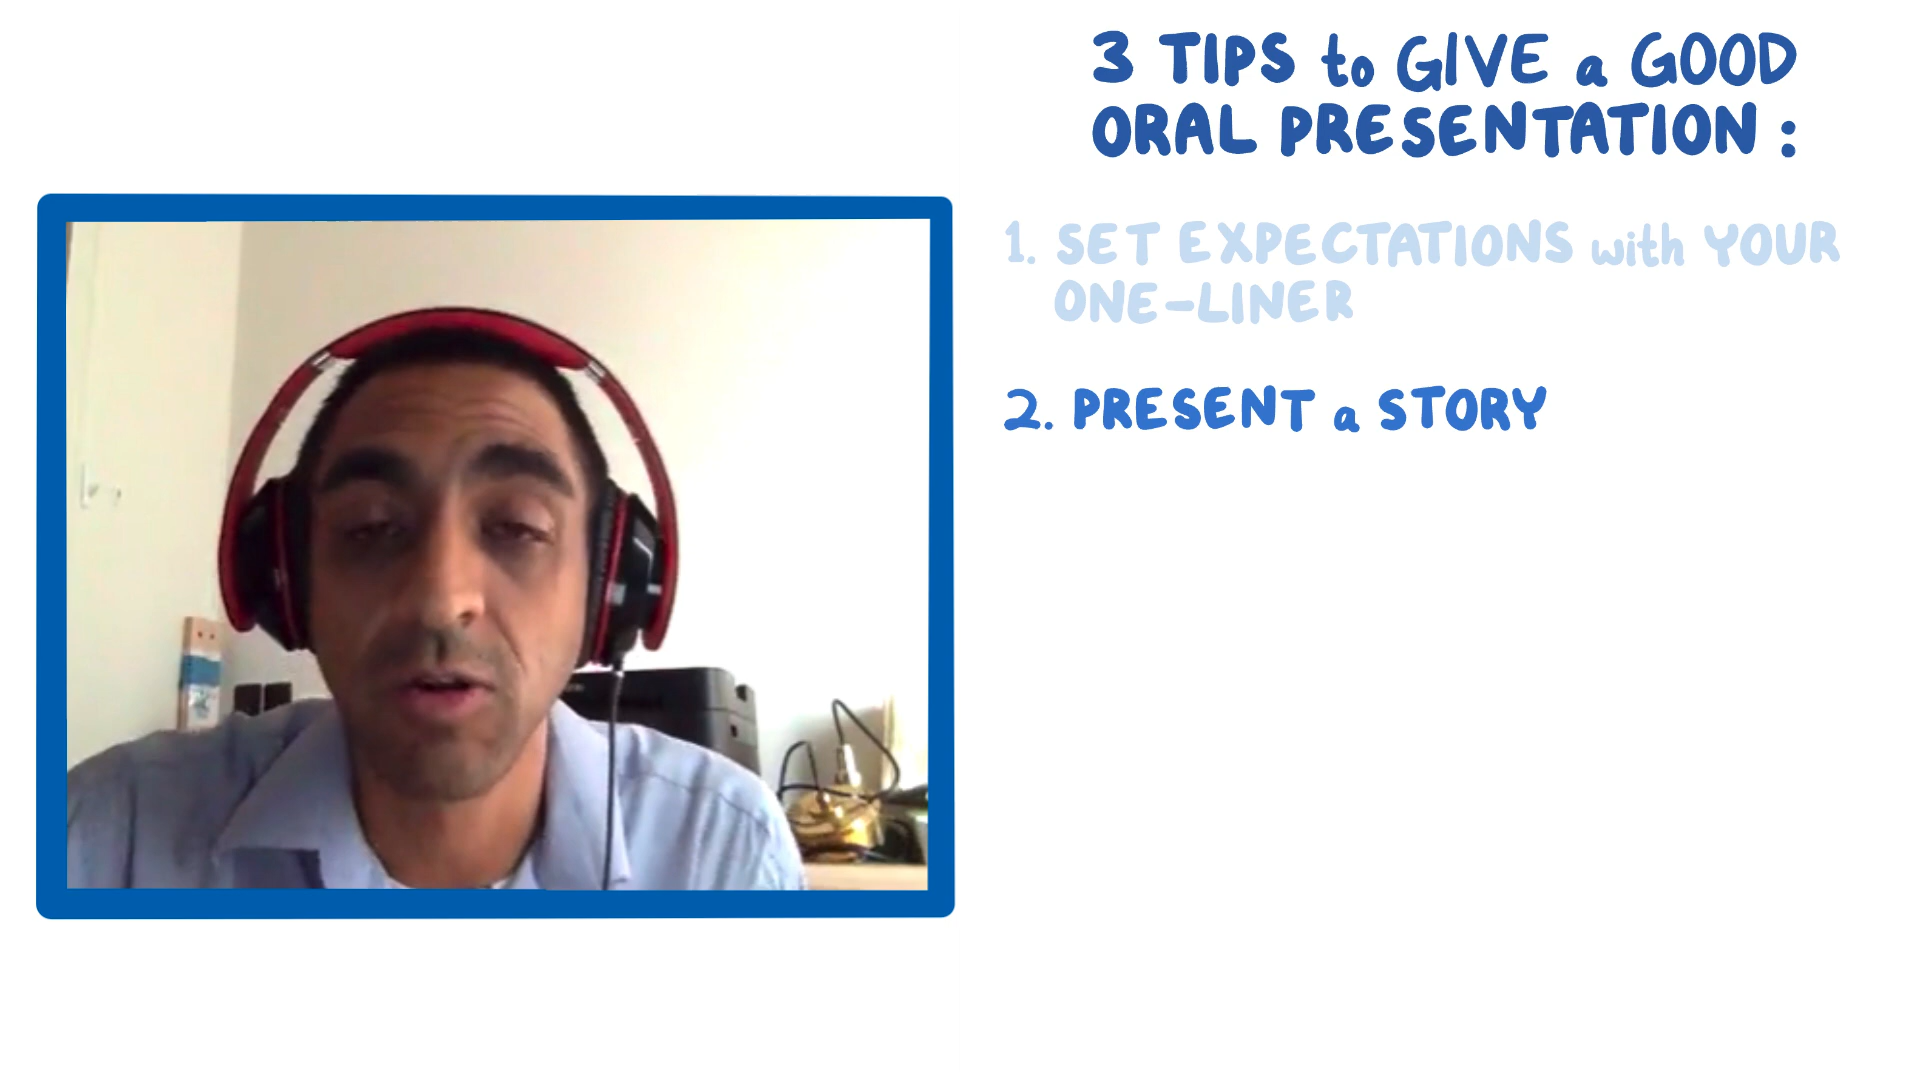 3 TIPS to GIVE a GOOD
ORAL PRESENTATION :
1. SET EXPECTATIONS with YOUR
ONE-LINER
2. PRESENT a STORY